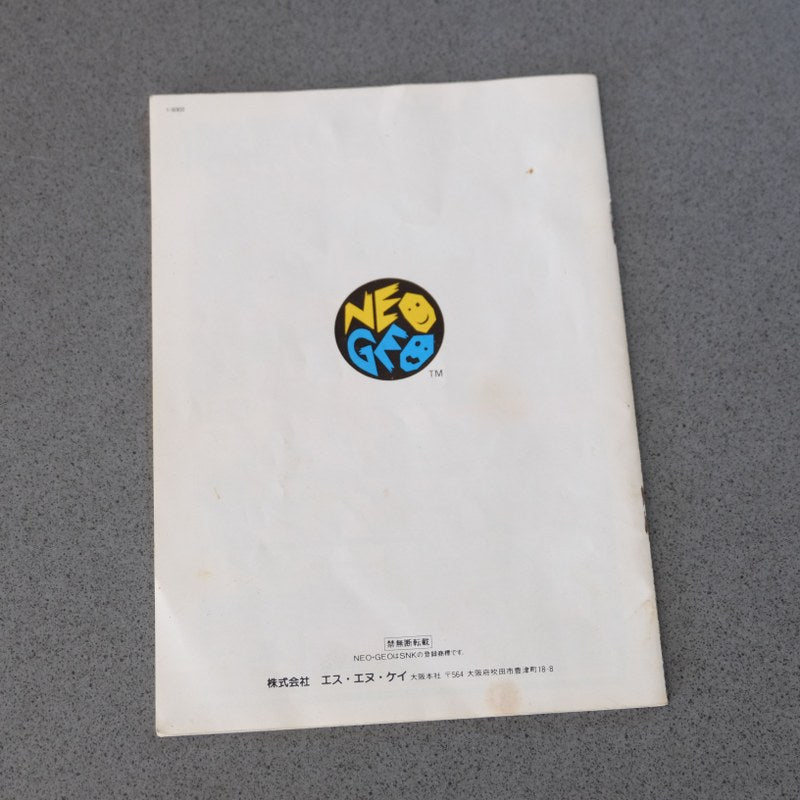 1-9302
NEO
GEO
TM
禁無断転載
NEO・GEOはSNKの登録商標です。
株式会社 エス・エヌ・ケイ 大阪本社 〒564 大阪府吹田市豊津町18-8